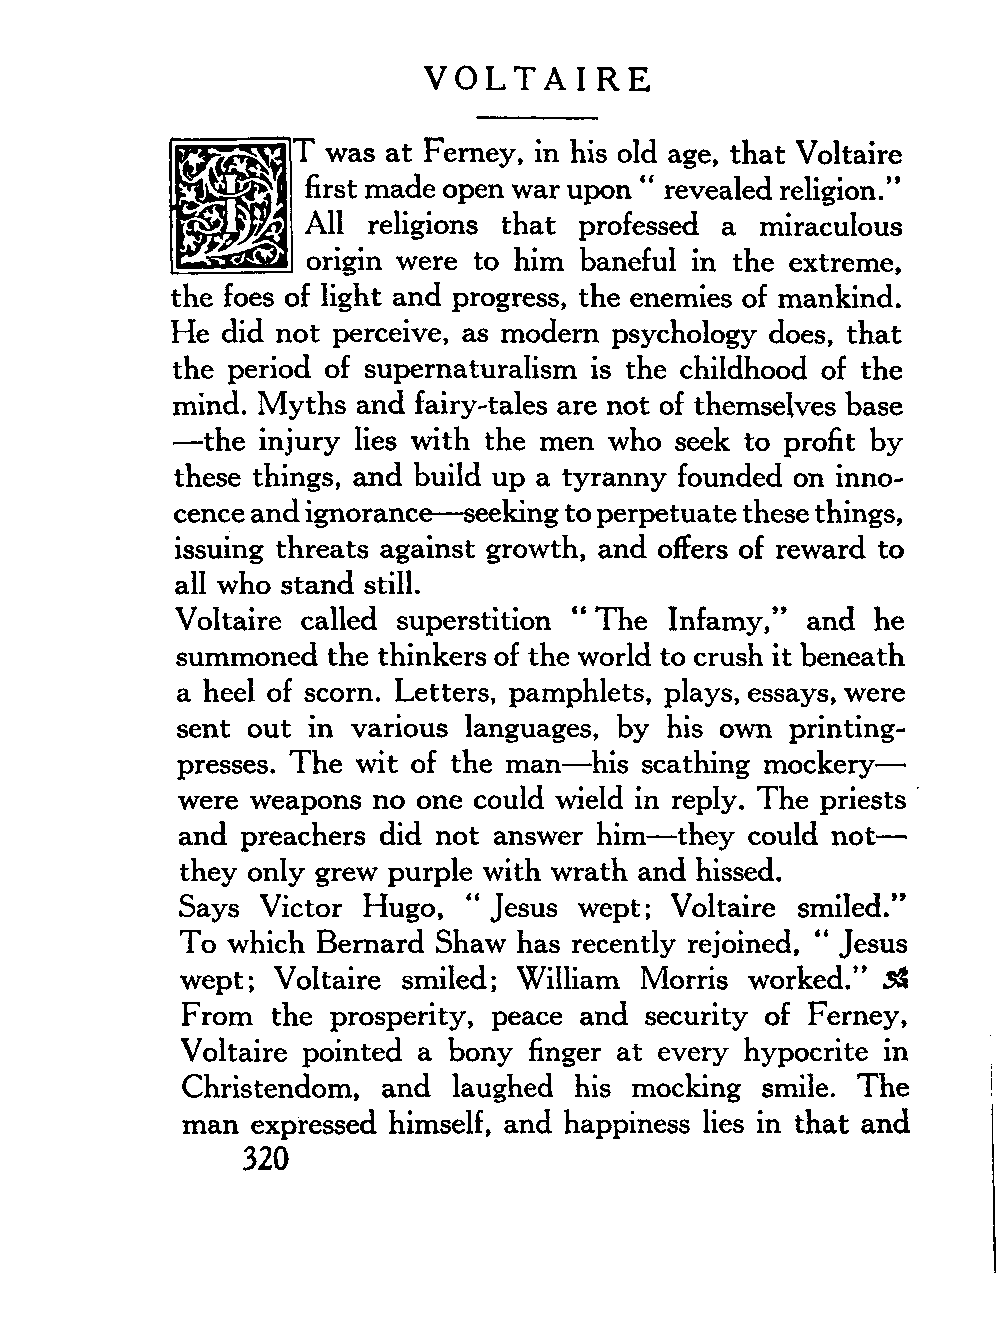 VOLTAIRE
IT was at Ferney, in his old age, that Voltaire
first made open war upon “ revealed religion.”
All religions that professed a miraculous
origin were to him baneful in the extreme,
the foes of light and progress, the enemies of mankind.
He did not perceive, as modern psychology does, that
the period of supernaturalism is the childhood of the
mind. Myths and fairy-tales are not of themselves base
—the injury lies with the men who seek to profit by
these things, and build up a tyranny founded on inno-
cence and ignorance—seeking to perpetuate these things,
issuing threats against growth, and offers of reward to
all who stand still.
Voltaire called superstition “ The Infamy,” and he
summoned the thinkers of the world to crush it beneath
a heel of scorn. Letters, pamphlets, plays, essays, were
sent out in various languages, by his own printing-
presses. The wit of the man—his scathing mockery—
were weapons no one could wield in reply. The priests
and preachers did not answer him—they could not—
they only grew purple with wrath and hissed.
Says Victor Hugo, “ Jesus wept; Voltaire smiled.”
To which Bernard Shaw has recently rejoined, “ Jesus
wept; Voltaire smiled; William Morris worked.”
From the prosperity, peace and security of Ferney,
Voltaire pointed a bony finger at every hypocrite in
Christendom, and laughed his mocking smile. The
man expressed himself, and happiness lies in that and
320